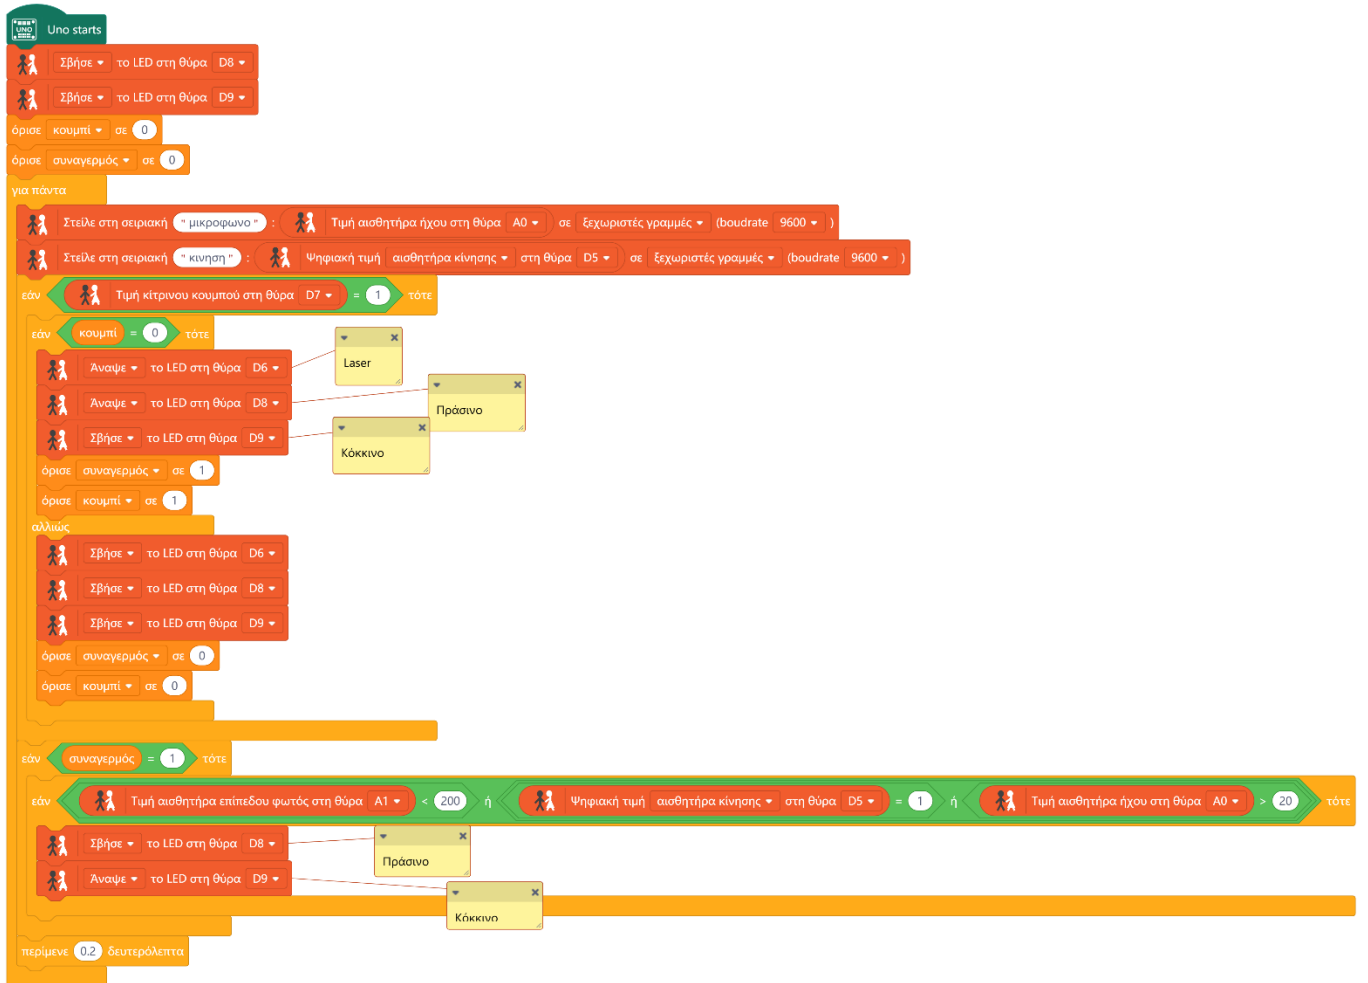 UNO Uno starts
Σβήσε το LED στη θύρα D8
Σβήσε το LED στη θύρα D9
όρισε κουμπί σε 0
όρισε συναγερμός σε 0
για πάντα
Στείλε στη σειριακή " μικροφωνο " : Τιμή αισθητήρα ήχου στη θύρα A0 σε ξεχωριστές γραμμές (boudrate 9600 )
Στείλε στη σειριακή " κινηση " : Ψηφιακή τιμή αισθητήρα κίνησης στη θύρα D5 σε ξεχωριστές γραμμές (boudrate 9600 )
εάν Τιμή κίτρινου κουμπού στη θύρα D7 = 1 τότε
εάν κουμπί = 0 τότε
Άναψε το LED στη θύρα D6
Laser
Άναψε το LED στη θύρα D8
Πράσινο
Σβήσε το LED στη θύρα D9
Κόκκινο
όρισε συναγερμός σε 1
όρισε κουμπί σε 1
αλλιώς
Σβήσε το LED στη θύρα D6
Σβήσε το LED στη θύρα D8
Σβήσε το LED στη θύρα D9
όρισε συναγερμός σε 0
όρισε κουμπί σε 0
εάν συναγερμός = 1 τότε
εάν Τιμή αισθητήρα επίπεδου φωτός στη θύρα A1 < 200 ή Ψηφιακή τιμή αισθητήρα κίνησης στη θύρα D5 = 1 ή Τιμή αισθητήρα ήχου στη θύρα A0 > 20 τότε
Σβήσε το LED στη θύρα D8
Πράσινο
Άναψε το LED στη θύρα D9
Κόκκινο
περίμενε 0.2 δευτερόλεπτα